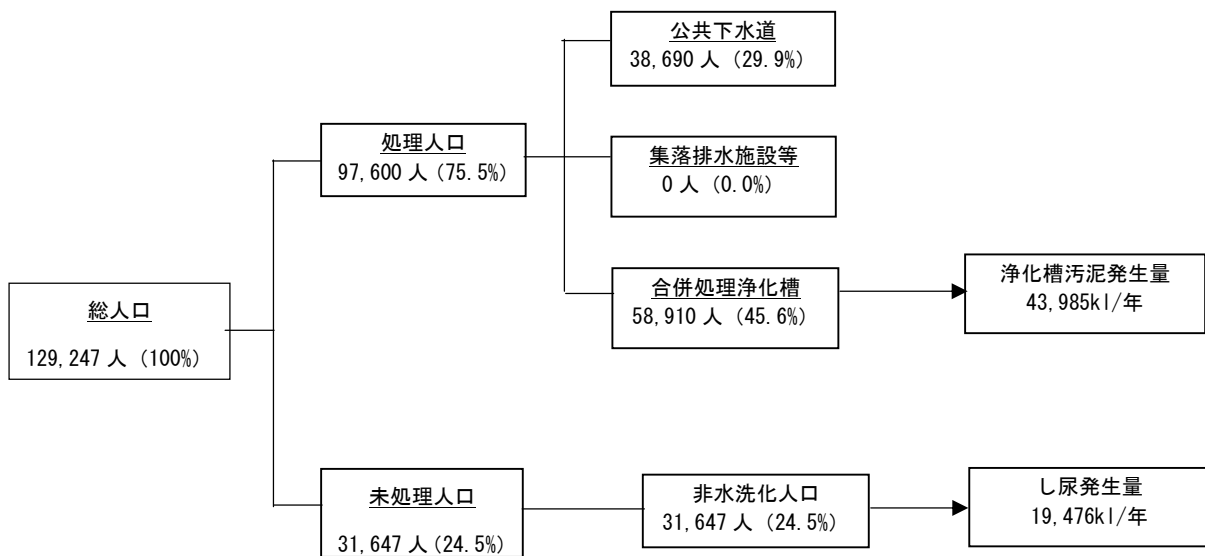 公共下水道
38,690 人（29.9%）
処理人口
97,600 人（75.5%）
集落排水施設等
0 人（0.0%）
合併処理浄化槽
58,910 人（45.6%）
浄化槽汚泥発生量
43,985kl/年
総人口
129,247 人（100%）
未処理人口
31,647 人（24.5%）
非水洗化人口
31,647 人（24.5%）
し尿発生量
19,476kl/年